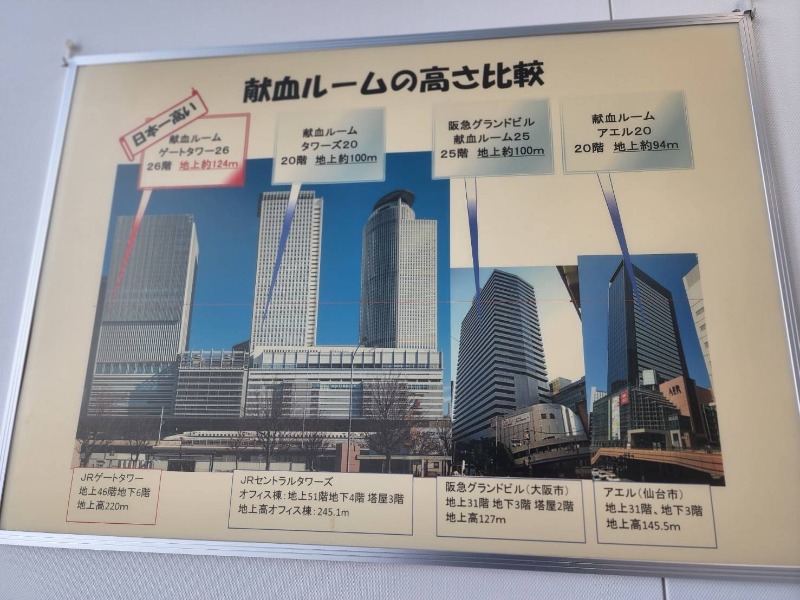 献血ルームの高さ比較
日本一高い
献血ルーム
ゲートタワー26
26階 地上約124m
献血ルーム
タワーズ20
20階 地上約100m
阪急グランドビル
献血ルーム25
25階 地上約100m
献血ルーム
アエル20
20階 地上約94m
JRゲートタワー
地上46階地下6階
地上高220m
JRセントラルタワーズ
オフィス棟:地上51階地下4階 塔屋3階
地上高オフィス棟:245.1m
阪急グランドビル(大阪市)
地上31階 地下3階 塔屋2階
地上高127m
アエル(仙台市)
地上31階、地下3階
地上高145.5m